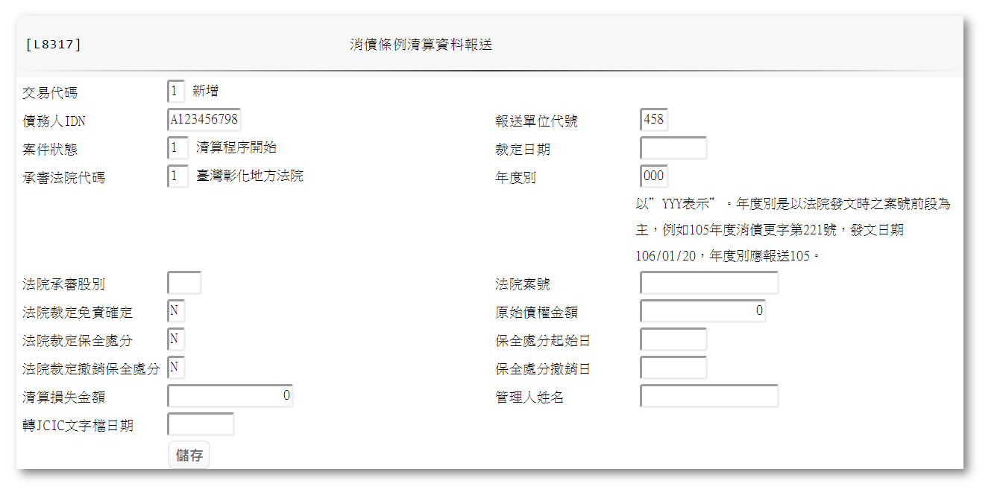 [L8317] 消債條例清算資料報送
交易代碼 1 新增
債務人IDN A123456798 報送單位代號 458
案件狀態 1 清算程序開始 裁定日期
承審法院代碼 1 臺灣彰化地方法院 年度別 000
以”YYY表示”。年度別是以法院發文時之案號前段為
主，例如105年度消債更字第221號，發文日期
106/01/20，年度別應報送105。
法院承審股別 法院案號
法院裁定免責確定 N 原始債權金額 0
法院裁定保全處分 N 保全處分起始日
法院裁定撤銷保全處分 N 保全處分撤銷日
清算損失金額 0 管理人姓名
轉JCIC文字檔日期
儲存